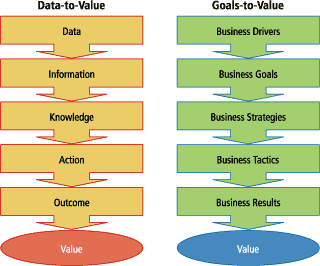 Data-to-Value
Data
Information
Knowledge
Action
Outcome
Value
Goals-to-Value
Business Drivers
Business Goals
Business Strategies
Business Tactics
Business Results
Value